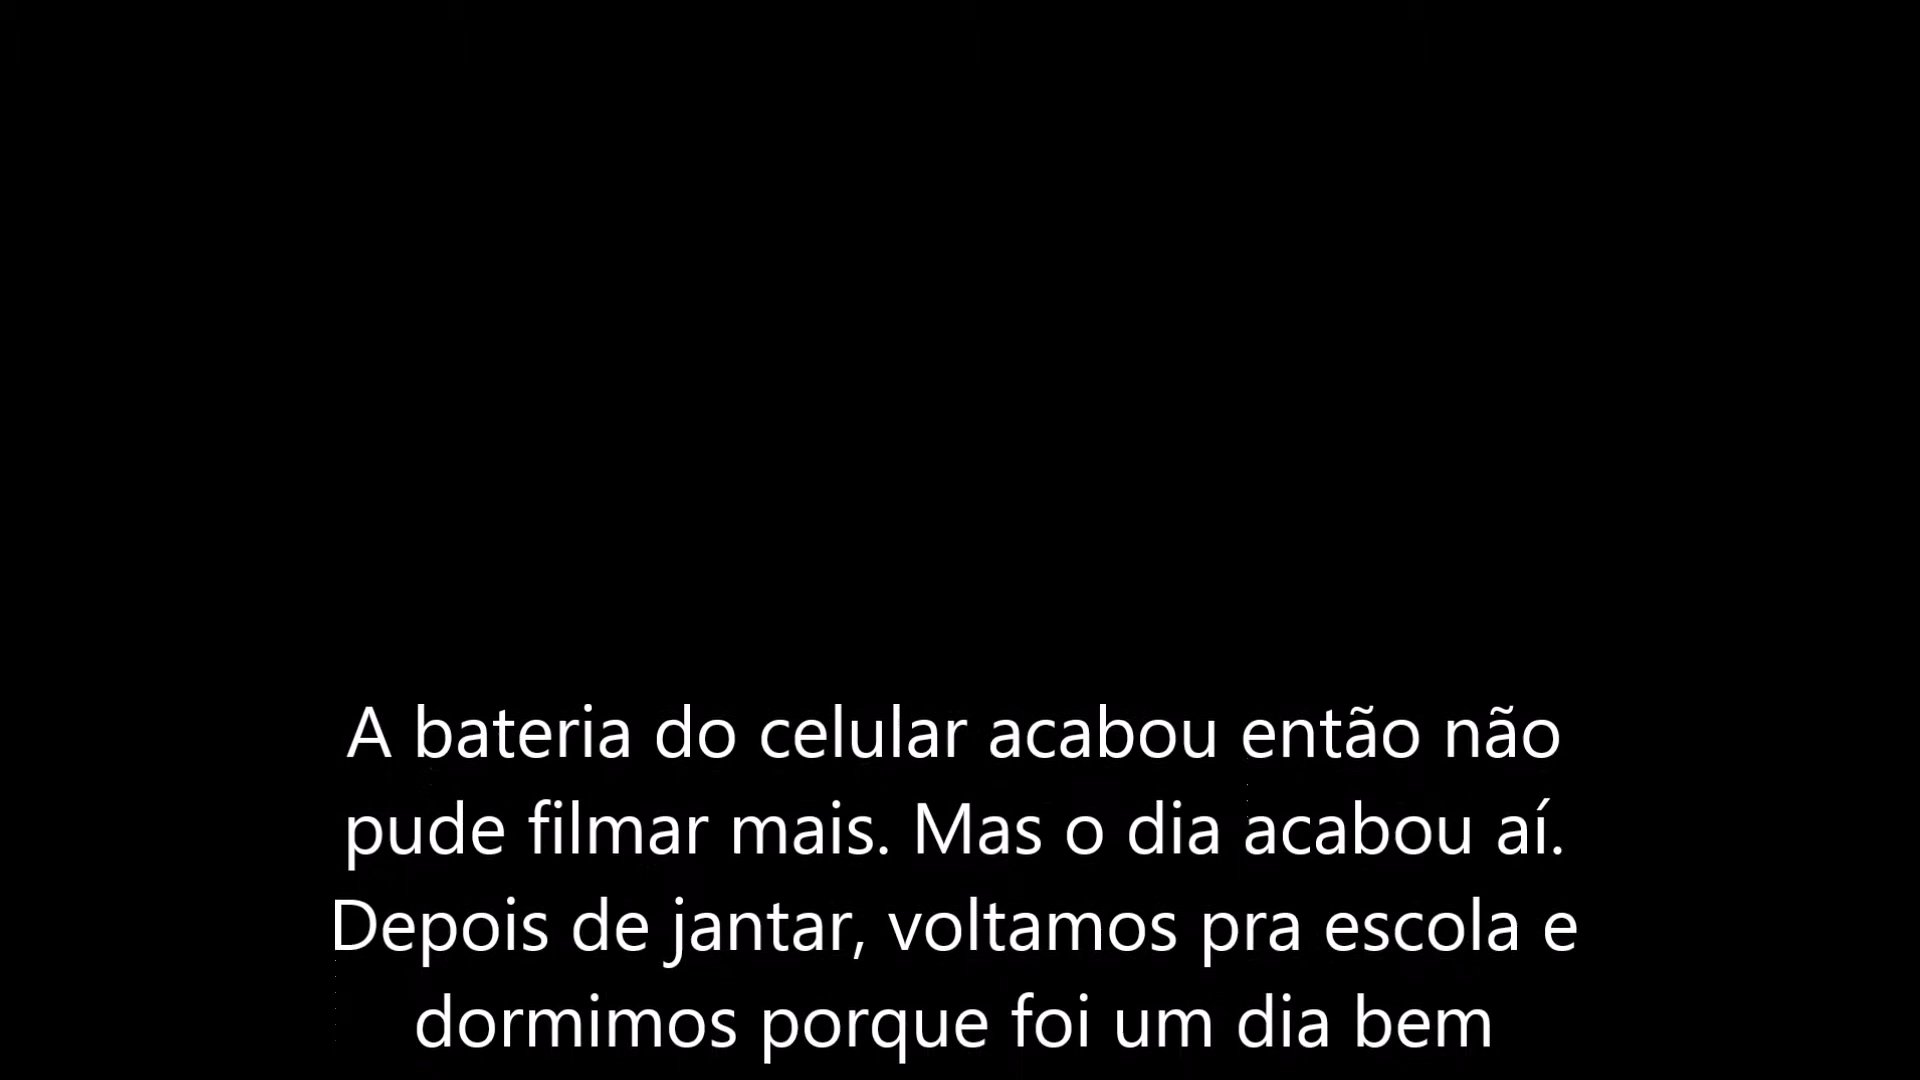 A bateria do celular acabou então não
pude filmar mais. Mas o dia acabou aí.
Depois de jantar, voltamos pra escola e
dormimos porque foi um dia bem